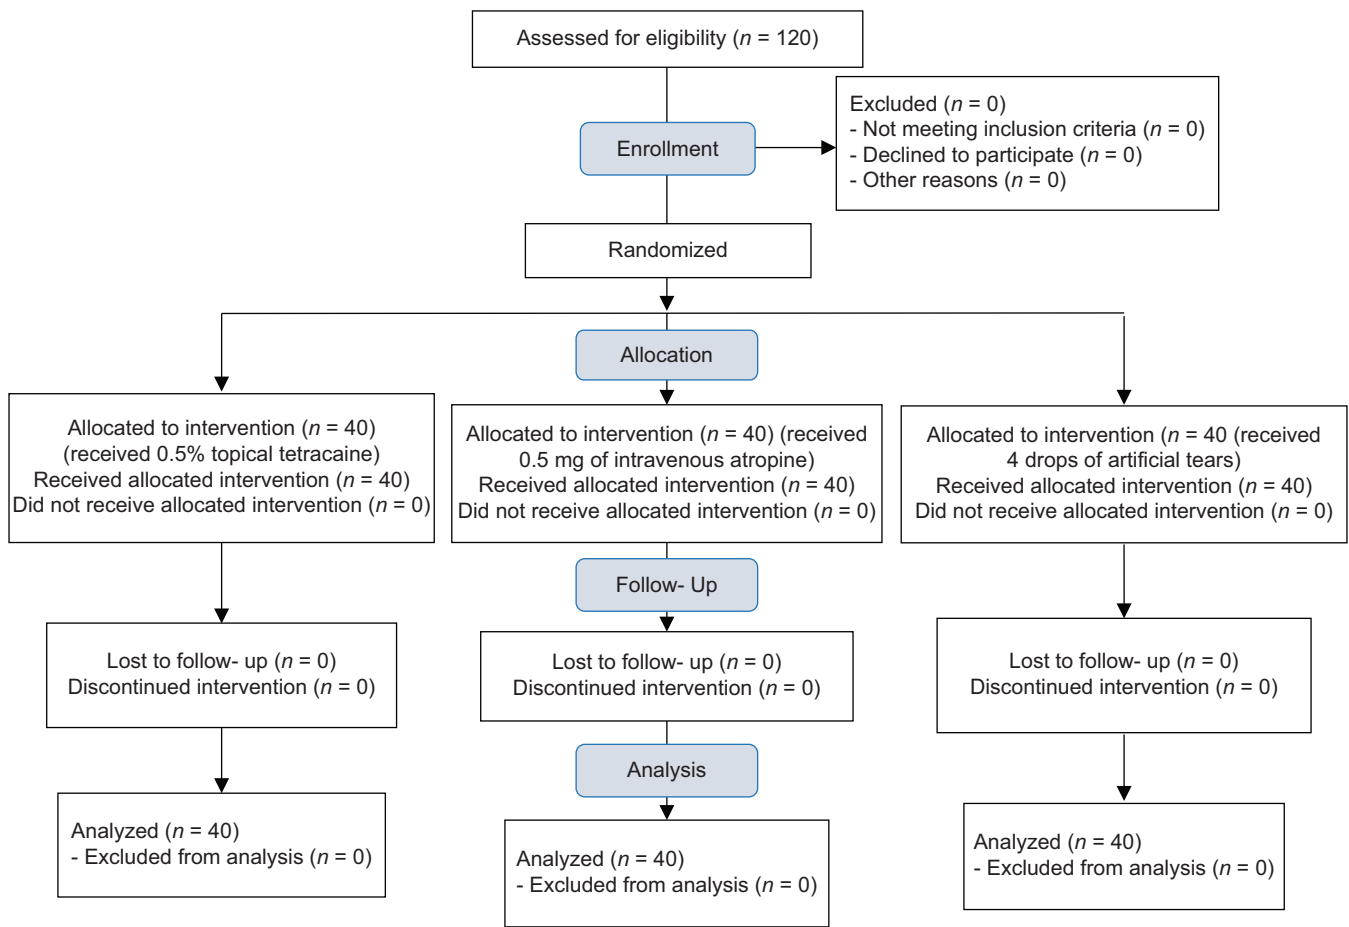 Assessed for eligibility (n = 120)
Excluded (n = 0)
- Not meeting inclusion criteria (n = 0)
- Declined to participate (n = 0)
- Other reasons (n = 0)
Enrollment
Randomized
Allocation
Allocated to intervention (n = 40)
(received 0.5% topical tetracaine)
Received allocated intervention (n = 40)
Did not receive allocated intervention (n = 0)
Allocated to intervention (n = 40) (received
0.5 mg of intravenous atropine)
Received allocated intervention (n = 40)
Did not receive allocated intervention (n = 0)
Allocated to intervention (n = 40 (received
4 drops of artificial tears)
Received allocated intervention (n = 40)
Did not receive allocated intervention (n = 0)
Follow- Up
Lost to follow- up (n = 0)
Discontinued intervention (n = 0)
Lost to follow- up (n = 0)
Discontinued intervention (n = 0)
Lost to follow- up (n = 0)
Discontinued intervention (n = 0)
Analysis
Analyzed (n = 40)
- Excluded from analysis (n = 0)
Analyzed (n = 40)
- Excluded from analysis (n = 0)
Analyzed (n = 40)
- Excluded from analysis (n = 0)